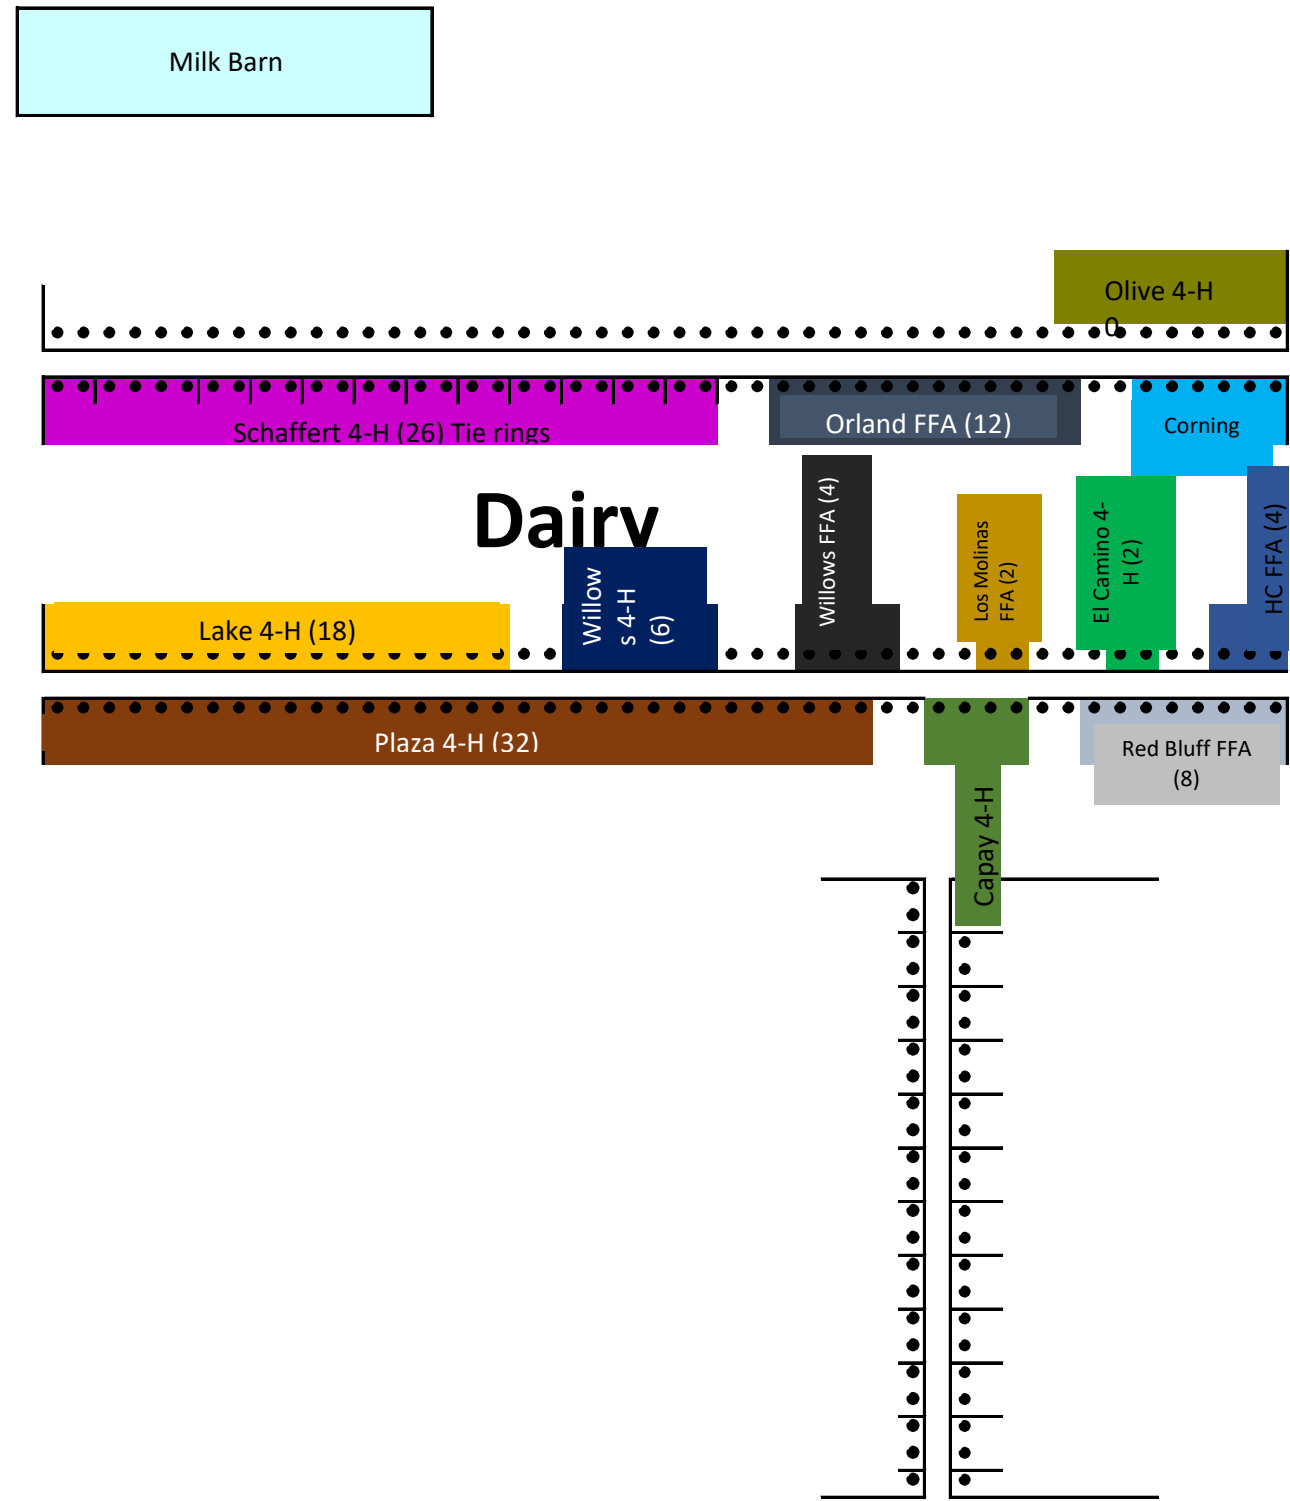 Milk Barn
Olive 4-H
0
Schaffert 4-H (26) Tie rings
Orland FFA (12)
Corning
Dairy
Willows FFA (4)
Los Molinas
FFA (2)
El Camino 4-
H (2)
HC FFA (4)
Lake 4-H (18)
Willow
s 4-H
(6)
Plaza 4-H (32)
Capay 4-H
Red Bluff FFA
(8)